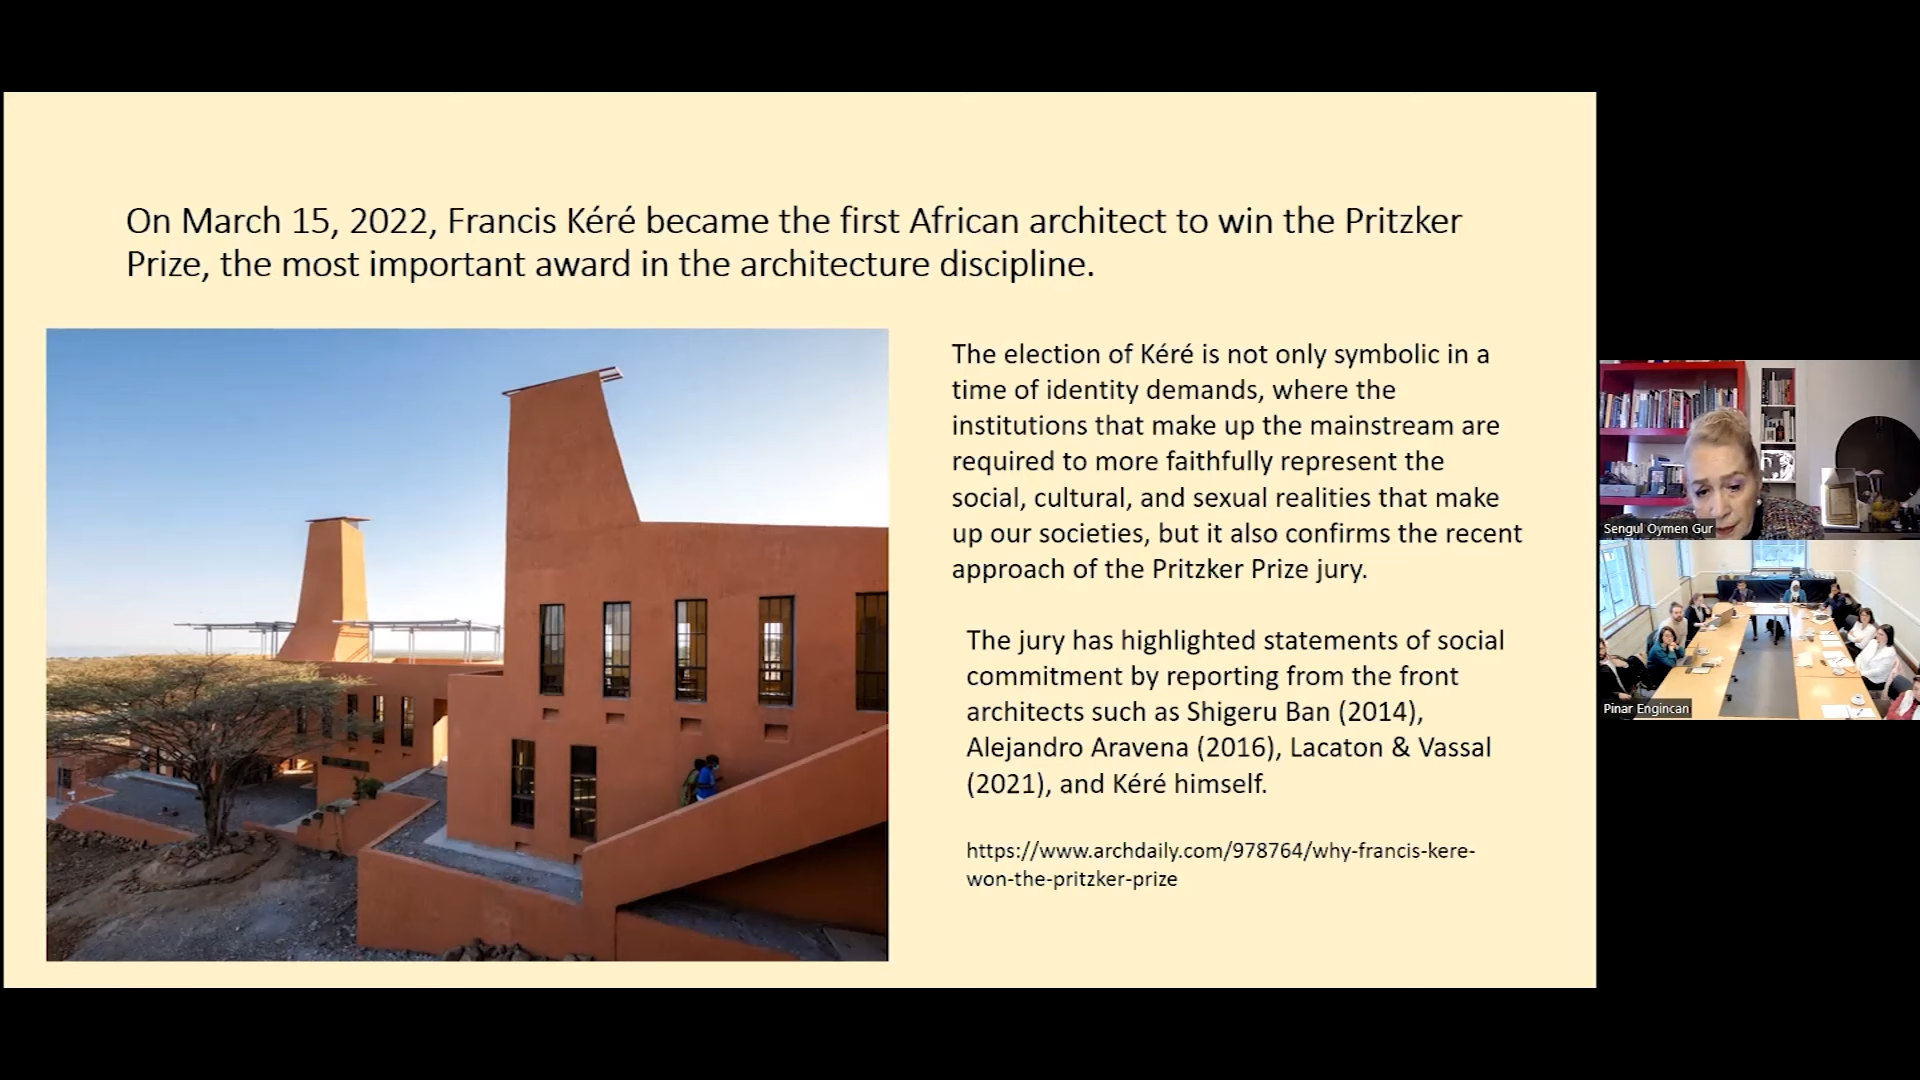 On March 15, 2022, Francis Kéré became the first African architect to win the Pritzker
Prize, the most important award in the architecture discipline.
The election of Kéré is not only symbolic in a
time of identity demands, where the
institutions that make up the mainstream are
required to more faithfully represent the
social, cultural, and sexual realities that make
up our societies, but it also confirms the recent
approach of the Pritzker Prize jury.
The jury has highlighted statements of social
commitment by reporting from the front
architects such as Shigeru Ban (2014),
Alejandro Aravena (2016), Lacaton & Vassal
(2021), and Kéré himself.
https://www.archdaily.com/978764/why-francis-kere-
won-the-pritzker-prize
Sengul Oymen Gur
Pinar Engincan